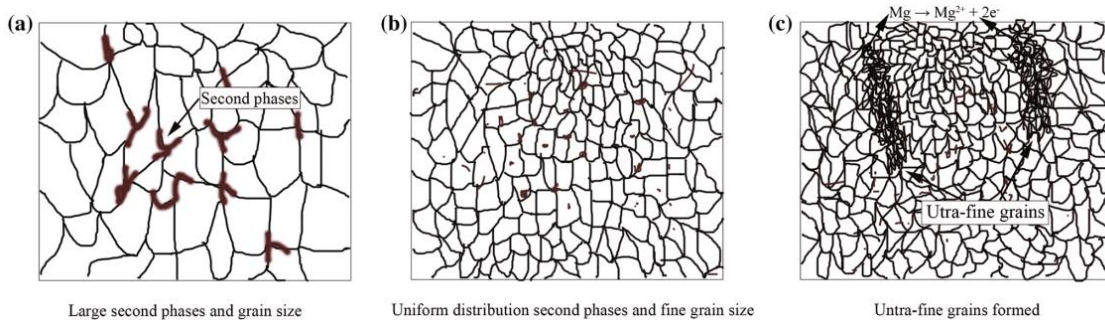 (a)
(b)
(c)
Mg → Mg²⁺ + 2e⁻
Second phases
Utra-fine grains
Large second phases and grain size
Uniform distribution second phases and fine grain size
Untra-fine grains formed